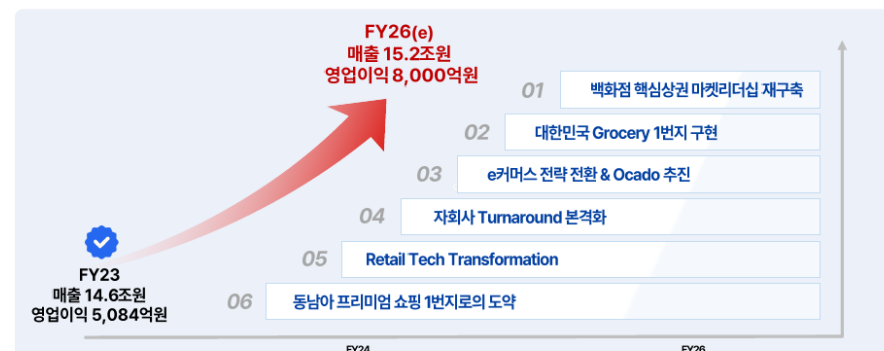 FY26(e)
매출 15.2조원
영업이익 8,000억원
01 백화점 핵심상권 마켓리더십 재구축
02 대한민국 Grocery 1번지 구현
03 e커머스 전략 전환 & Ocado 추진
04 자회사 Turnaround 본격화
05 Retail Tech Transformation
06 동남아 프리미엄 쇼핑 1번지로의 도약
FY23
매출 14.6조원
영업이익 5,084억원
FY24 FY26